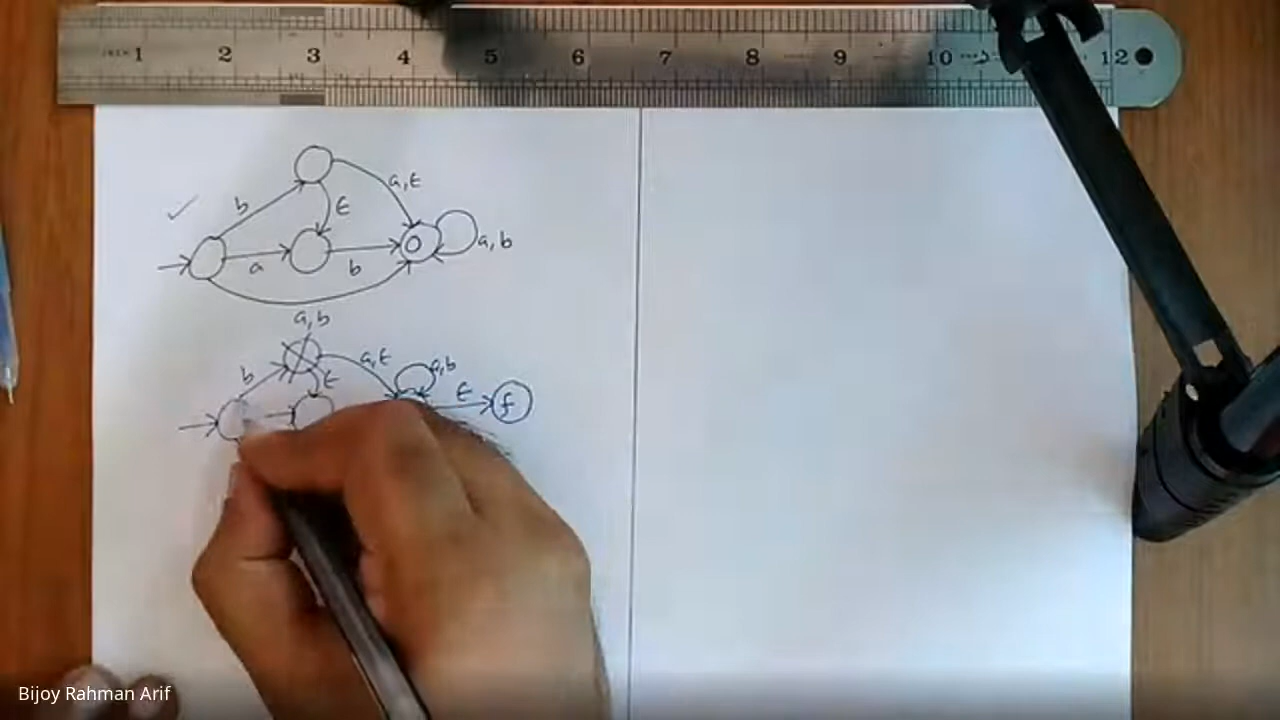 1 2 3 4 5 6 7 8 9 10 12
b
a,ε
ε
a
b
a,b
a,b
b
a,ε
a,b
ε
ε
f
Bijoy Rahman Arif